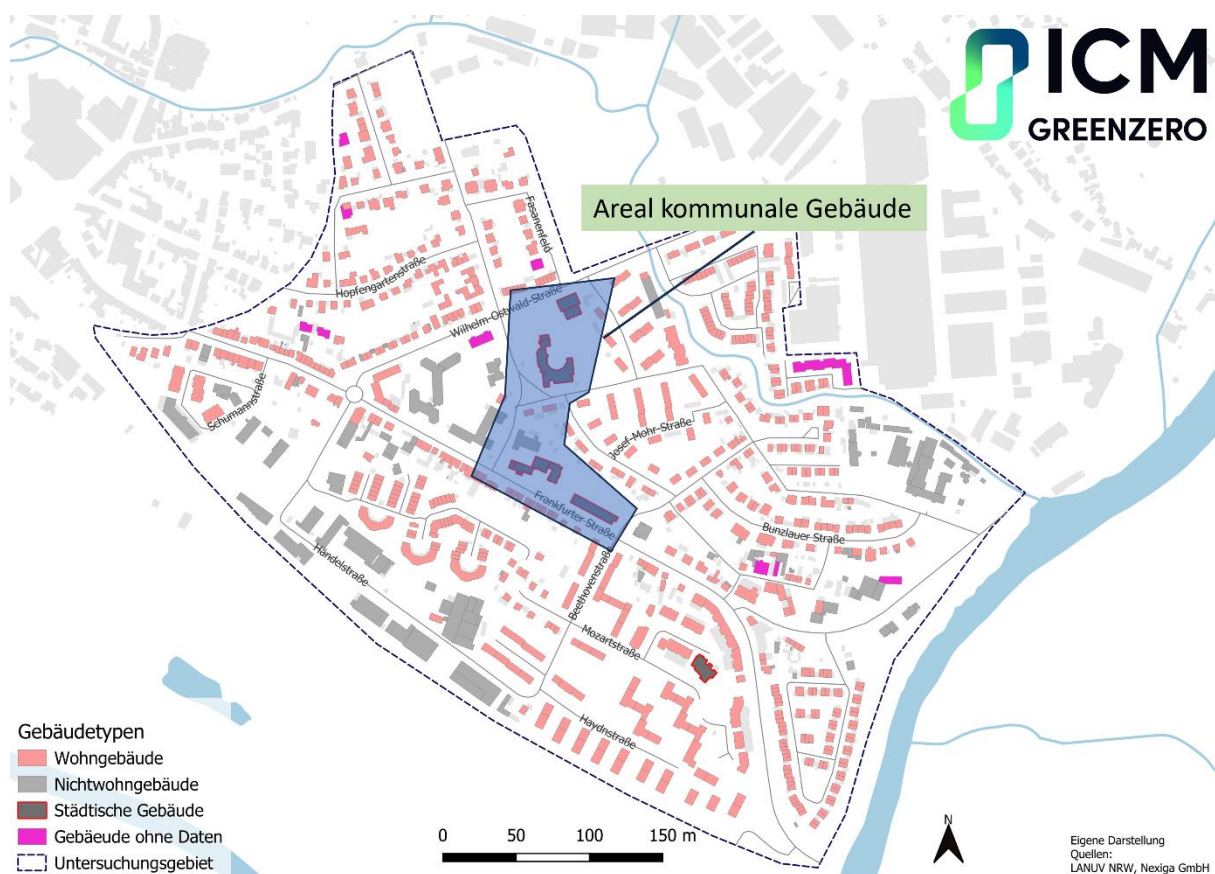 ICM
GREENZERO
Areal kommunale Gebäude
Fasanenfeld
Hopfengartenstraße
Wilhelm-Ostwald-Straße
Schumannstraße
Josef-Mohr-Straße
Frankfurter-Straße
Bunzlauer Straße
Händelstraße
Beethovenstraße
Mozartstraße
Haydnstraße
Gebäudetypen
Wohngebäude
Nichtwohngebäude
Städtische Gebäude
Gebäeude ohne Daten
Untersuchungsgebiet
0 50 100 150 m
N
Eigene Darstellung
Quellen:
LANUV NRW, Nexiga GmbH